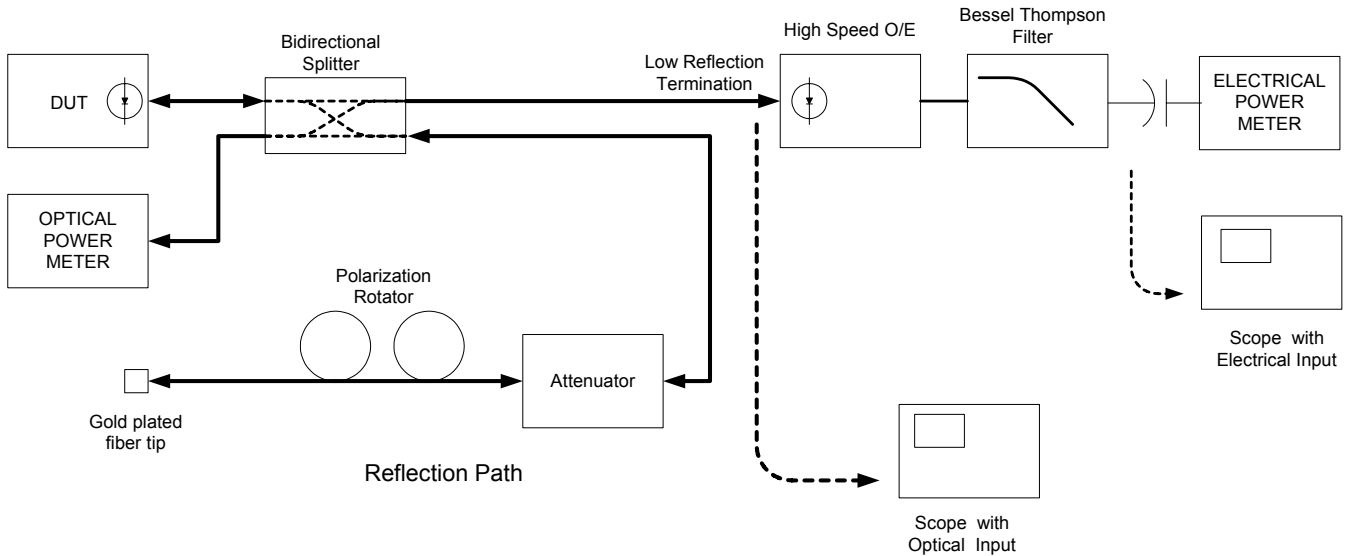 Bidirectional
Splitter
High Speed O/E
Bessel Thompson
Filter
DUT
Low Reflection
Termination
ELECTRICAL
POWER
METER
OPTICAL
POWER
METER
Polarization
Rotator
Attenuator
Gold plated
fiber tip
Reflection Path
Scope with
Electrical Input
Scope with
Optical Input